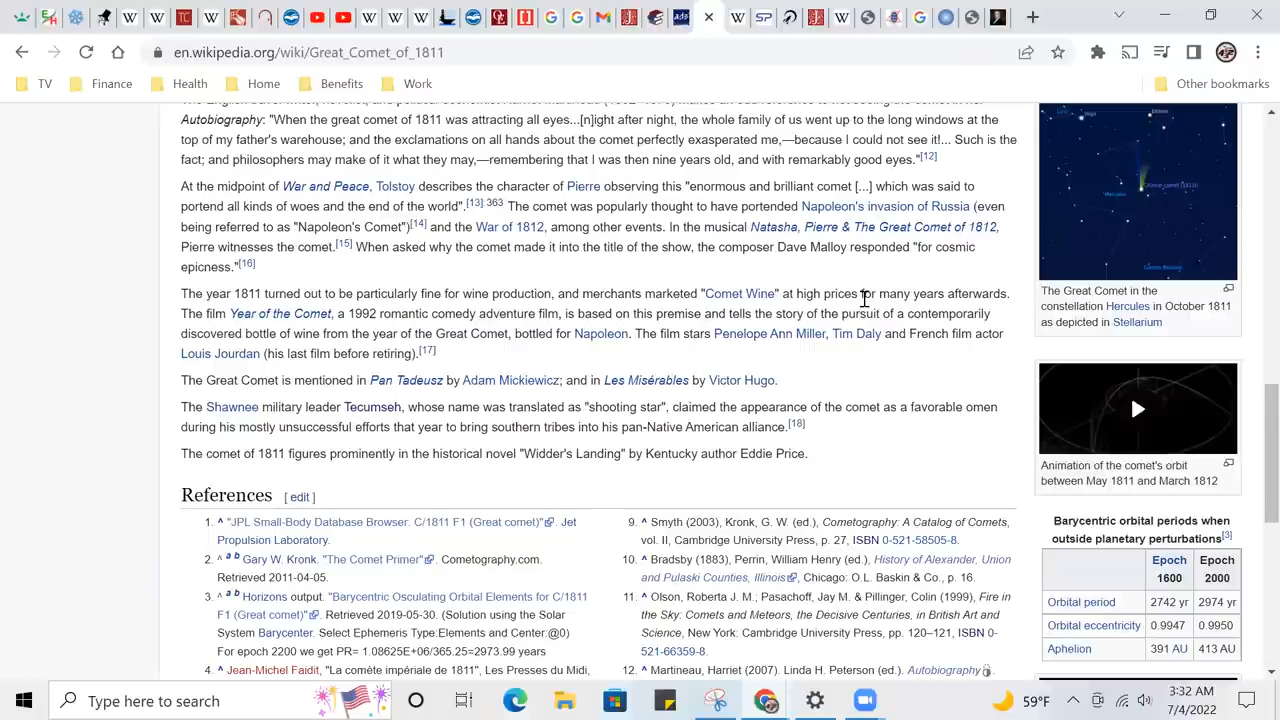 en.wikipedia.org/wiki/Great_Comet_of_1811
TV
Finance
Health
Home
Benefits
Work
Other bookmarks
Autobiography: "When the great comet of 1811 was attracting all eyes...[n]ight after night, the whole family of us went up to the long windows at the
top of my father's warehouse; and the exclamations on all hands about the comet perfectly exasperated me,—because I could not see it!... Such is the
fact; and philosophers may make of it what they may,—remembering that I was then nine years old, and with remarkably good eyes."[12]
At the midpoint of War and Peace, Tolstoy describes the character of Pierre observing this "enormous and brilliant comet [...] which was said to
portend all kinds of woes and the end of the world".[13]:363 The comet was popularly thought to have portended Napoleon's invasion of Russia (even
being referred to as "Napoleon's Comet")[14] and the War of 1812, among other events. In the musical Natasha, Pierre & The Great Comet of 1812,
Pierre witnesses the comet.[15] When asked why the comet made it into the title of the show, the composer Dave Malloy responded "for cosmic
epicness."[16]
The year 1811 turned out to be particularly fine for wine production, and merchants marketed "Comet Wine" at high prices for many years afterwards.
The film Year of the Comet, a 1992 romantic comedy adventure film, is based on this premise and tells the story of the pursuit of a contemporarily
discovered bottle of wine from the year of the Great Comet, bottled for Napoleon. The film stars Penelope Ann Miller, Tim Daly and French film actor
Louis Jourdan (his last film before retiring).[17]
The Great Comet is mentioned in Pan Tadeusz by Adam Mickiewicz; and in Les Misérables by Victor Hugo.
The Shawnee military leader Tecumseh, whose name was translated as "shooting star", claimed the appearance of the comet as a favorable omen
during his mostly unsuccessful efforts that year to bring southern tribes into his pan-Native American alliance.[18]
The comet of 1811 figures prominently in the historical novel "Widder's Landing" by Kentucky author Eddie Price.
References [ edit ]
1. ^ "JPL Small-Body Database Browser: C/1811 F1 (Great comet)". Jet
Propulsion Laboratory.
2. ^ a b Gary W. Kronk. "The Comet Primer". Cometography.com.
Retrieved 2011-04-05.
3. ^ a b Horizons output. "Barycentric Osculating Orbital Elements for C/1811
F1 (Great comet)". Retrieved 2019-05-30. (Solution using the Solar
System Barycenter. Select Ephemeris Type:Elements and Center:@0)
For epoch 2200 we get PR= 1.08625E+06/365.25=2973.99 years
4. ^ Jean-Michel Faidit, "La comète impériale de 1811", Les Presses du Midi,
9. ^ Smyth (2003), Kronk, G. W. (ed.), Cometography: A Catalog of Comets,
vol. II, Cambridge University Press, p. 27, ISBN 0-521-58505-8.
10. ^ Bradsby (1883), Perrin, William Henry (ed.), History of Alexander, Union
and Pulaski Counties, Illinois, Chicago: O.L. Baskin & Co., p. 16.
11. ^ Olson, Roberta J. M.; Pasachoff, Jay M. & Pillinger, Colin (1999), Fire in
the Sky: Comets and Meteors, the Decisive Centuries, in British Art and
Science, New York: Cambridge University Press, pp. 120–121, ISBN 0-
521-66359-8.
12. ^ Martineau, Harriet (2007). Linda H. Peterson (ed.). Autobiography.
The Great Comet in the
constellation Hercules in October 1811
as depicted in Stellarium
Animation of the comet's orbit
between May 1811 and March 1812
Barycentric orbital periods when
outside planetary perturbations[3]
Epoch 1600 Epoch 2000
Orbital period 2742 yr 2974 yr
Orbital eccentricity 0.9947 0.9950
Aphelion 391 AU 413 AU
Type here to search
59°F
3:32 AM
7/4/2022